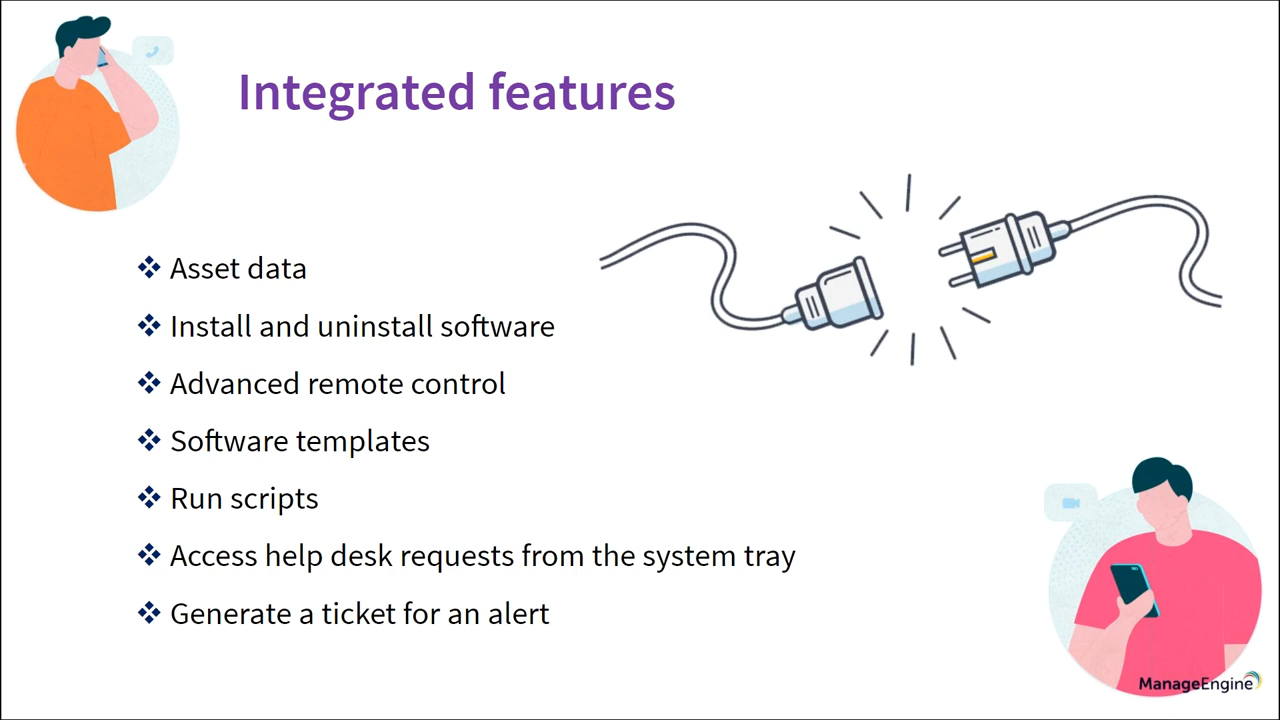 Integrated features
Asset data
Install and uninstall software
Advanced remote control
Software templates
Run scripts
Access help desk requests from the system tray
Generate a ticket for an alert
ManageEngine